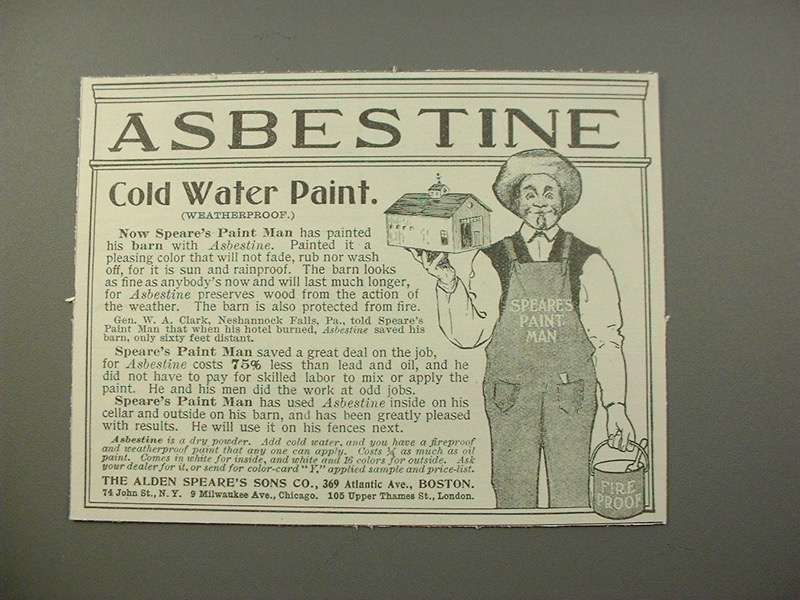 ASBESTINE
Cold Water Paint.
(WEATHERPROOF.)
Now Speare's Paint Man has painted
his barn with Asbestine. Painted it a
pleasing color that will not fade, rub nor wash
off, for it is sun and rainproof. The barn looks
as fine as anybody's now and will last much longer,
for Asbestine preserves wood from the action of
the weather. The barn is also protected from fire.
Gen. W. A. Clark, Neshannock Falls, Pa., told Speare's
Paint Man that when his hotel burned, Asbestine saved his
barn, only sixty feet distant.
Speare's Paint Man saved a great deal on the job,
for Asbestine costs 75% less than lead and oil, and he
did not have to pay for skilled labor to mix or apply the
paint. He and his men did the work at odd jobs.
Speare's Paint Man has used Asbestine inside on his
cellar and outside on his barn, and has been greatly pleased
with results. He will use it on his fences next.
Asbestine is a dry powder. Add cold water, and you have a fireproof
and weatherproof paint that any one can apply. Costs ¼ as much as oil
paint. Comes in white for inside, and white and 16 colors for outside. Ask
your dealer for it, or send for color-card "Y," applied sample and price-list.
THE ALDEN SPEARE'S SONS CO., 369 Atlantic Ave., BOSTON.
74 John St., N.Y. 9 Milwaukee Ave., Chicago. 105 Upper Thames St., London.
SPEARE'S
PAINT
MAN
FIRE
PROOF